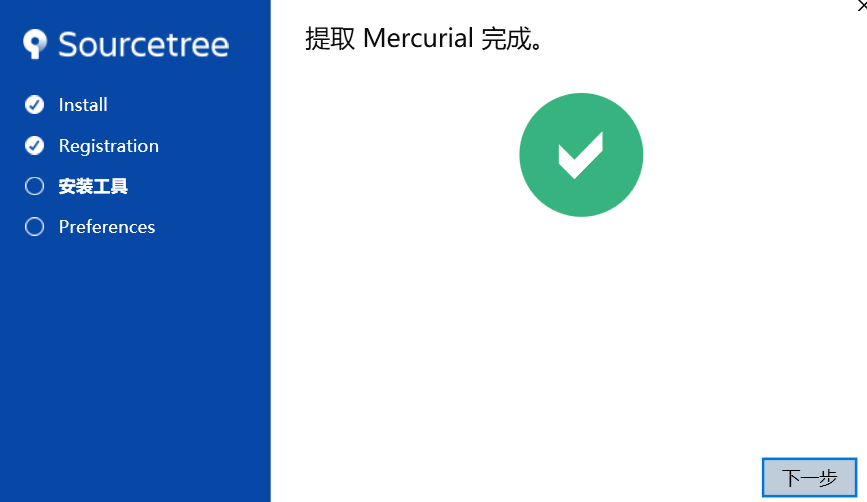 Sourcetree
Install
Registration
安装工具
Preferences
提取 Mercurial 完成。
下一步